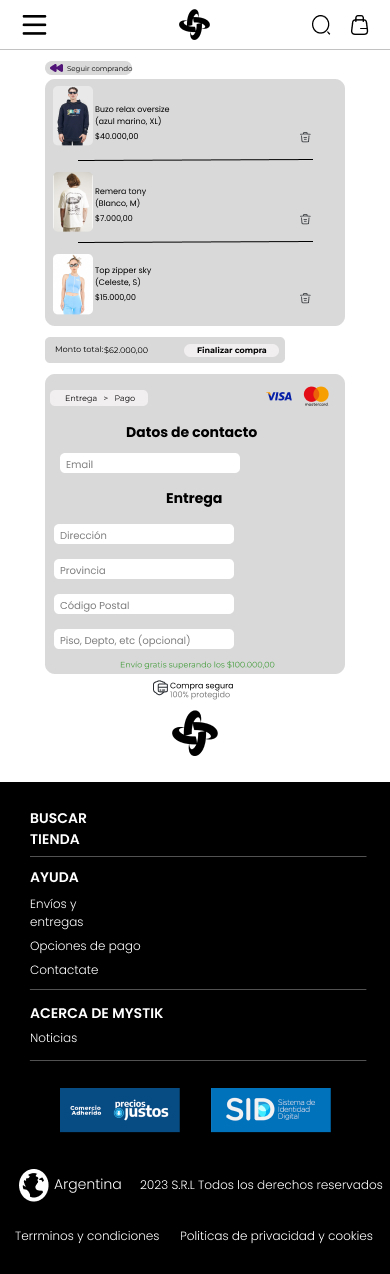 Seguir comprando
Buzo relax oversize
(azul marino, XL)
$40.000,00
Remera tony
(Blanco, M)
$7.000,00
Top zipper sky
(Celeste, S)
$15.000,00
Monto total:$62.000,00 Finalizar compra
Entrega > Pago VISA mastercard
Datos de contacto
Email
Entrega
Dirección
Provincia
Código Postal
Piso, Depto, etc (opcional)
Envío gratis superando los $100.000,00
Compra segura
100% protegido
BUSCAR
TIENDA
AYUDA
Envíos y
entregas
Opciones de pago
Contactate
ACERCA DE MYSTIK
Noticias
Comercio
Adherido
precios
justos
SID
Sistema de
Identidad
Digital
Argentina 2023 S.R.L Todos los derechos reservados
Terrminos y condiciones Politicas de privacidad y cookies